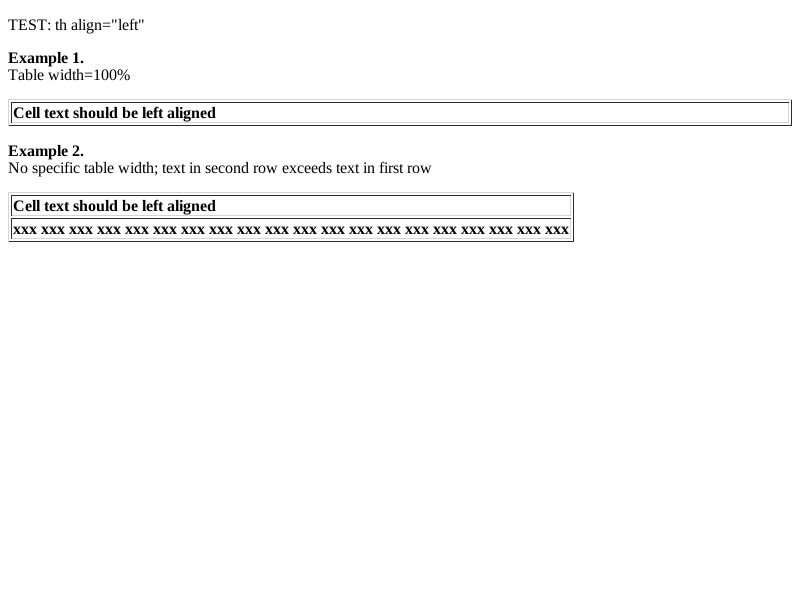 TEST: th align="left"
Example 1.
Table width=100%
Cell text should be left aligned
Example 2.
No specific table width; text in second row exceeds text in first row
Cell text should be left aligned
xxx xxx xxx xxx xxx xxx xxx xxx xxx xxx xxx xxx xxx xxx xxx xxx xxx xxx xxx xxx